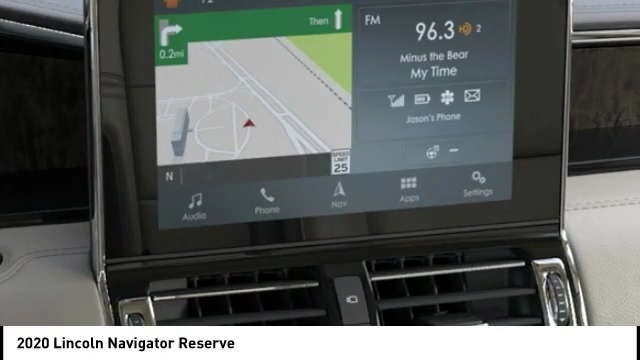 Then
0.2mi
FM
96.3 2
Minus the Bear
My Time
Jason's Phone
SPEED LIMIT 25
N
Audio
Phone
Nav
Apps
Settings
2020 Lincoln Navigator Reserve